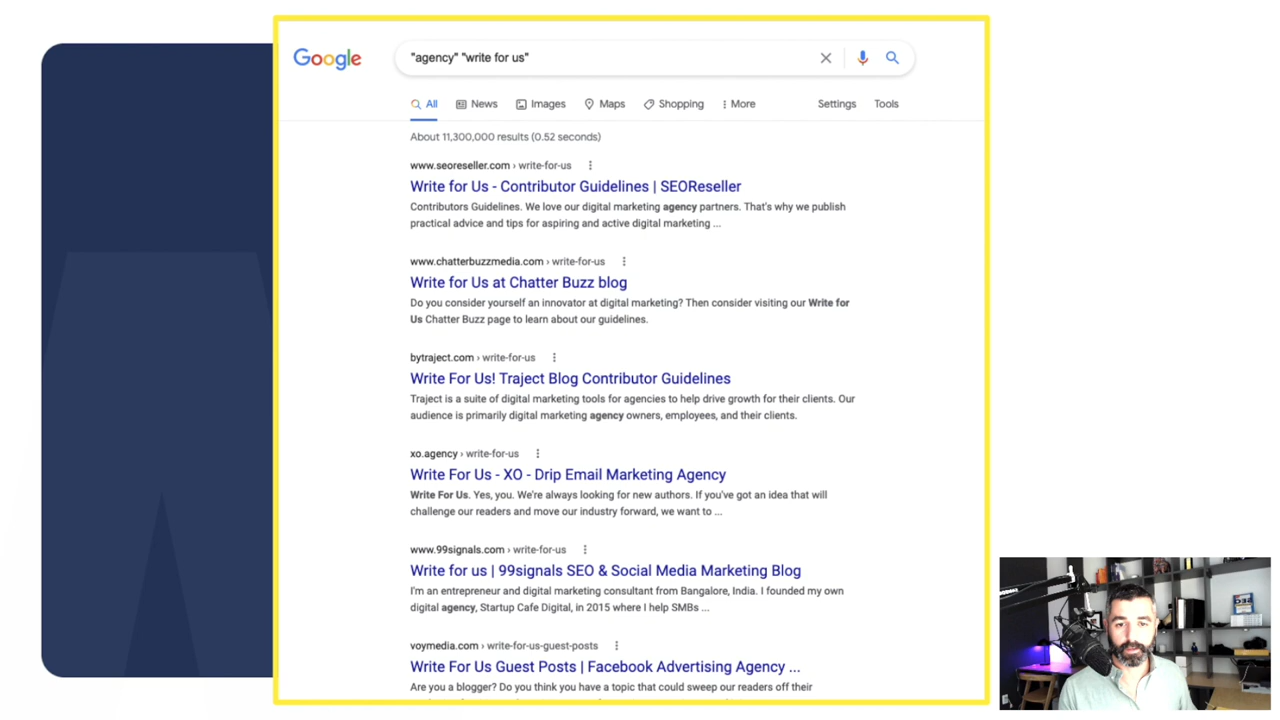 Google
"agency" "write for us"
All News Images Maps Shopping More Settings Tools
About 11,300,000 results (0.52 seconds)
www.seoreseller.com › write-for-us
Write for Us - Contributor Guidelines | SEOReseller
Contributors Guidelines. We love our digital marketing agency partners. That's why we publish
practical advice and tips for aspiring and active digital marketing ...
www.chatterbuzzmedia.com › write-for-us
Write for Us at Chatter Buzz blog
Do you consider yourself an innovator at digital marketing? Then consider visiting our Write for
Us Chatter Buzz page to learn about our guidelines.
bytraject.com › write-for-us
Write For Us! Traject Blog Contributor Guidelines
Traject is a suite of digital marketing tools for agencies to help drive growth for their clients. Our
audience is primarily digital marketing agency owners, employees, and their clients.
xo.agency › write-for-us
Write For Us - XO - Drip Email Marketing Agency
Write For Us. Yes, you. We're always looking for new authors. If you've got an idea that will
challenge our readers and move our industry forward, we want to ...
www.99signals.com › write-for-us
Write for us | 99signals SEO & Social Media Marketing Blog
I'm an entrepreneur and digital marketing consultant from Bangalore, India. I founded my own
digital agency, Startup Cafe Digital, in 2015 where I help SMBs ...
voymedia.com › write-for-us-guest-posts
Write For Us Guest Posts | Facebook Advertising Agency ...
Are you a blogger? Do you think you have a topic that could sweep our readers off their
SEO